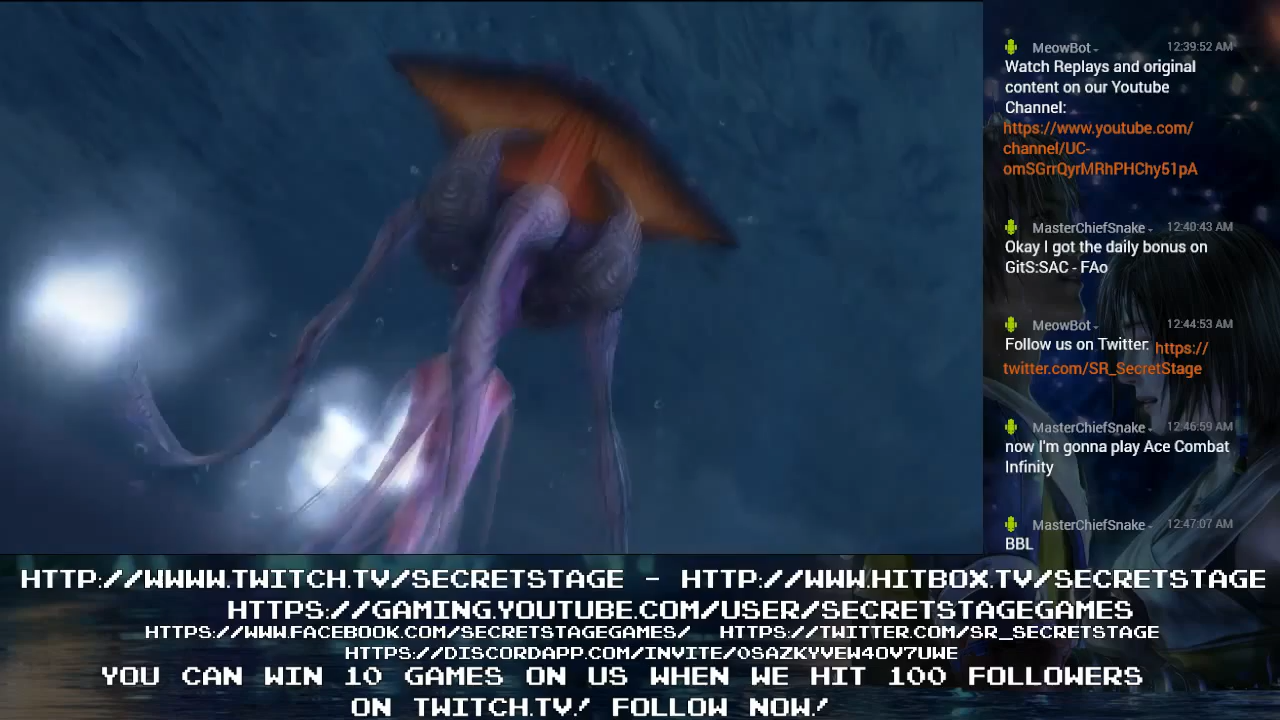 MeowBot 12:39:52 AM
Watch Replays and original
content on our Youtube
Channel:
https://www.youtube.com/
channel/UC-
omSGrrQyrMRhPHChy51pA
MasterChiefSnake 12:40:43 AM
Okay I got the daily bonus on
GitS:SAC - FAo
MeowBot 12:44:53 AM
Follow us on Twitter: https://
twitter.com/SR_SecretStage
MasterChiefSnake 12:46:59 AM
now I'm gonna play Ace Combat
Infinity
MasterChiefSnake 12:47:07 AM
BBL
HTTP://WWWW.TWITCH.TV/SECRETSTAGE - HTTP://WWW.HITBOX.TV/SECRETSTAGE
HTTPS://GAMING.YOUTUBE.COM/USER/SECRETSTAGEGAMES
HTTPS://WWW.FACEBOOK.COM/SECRETSTAGEGAMES/ HTTPS://TWITTER.COM/SR_SECRETSTAGE
HTTPS://DISCORDAPP.COM/INVITE/0SAZKYVEW4OV7UWE
YOU CAN WIN 10 GAMES ON US WHEN WE HIT 100 FOLLOWERS
ON TWITCH.TV! FOLLOW NOW!